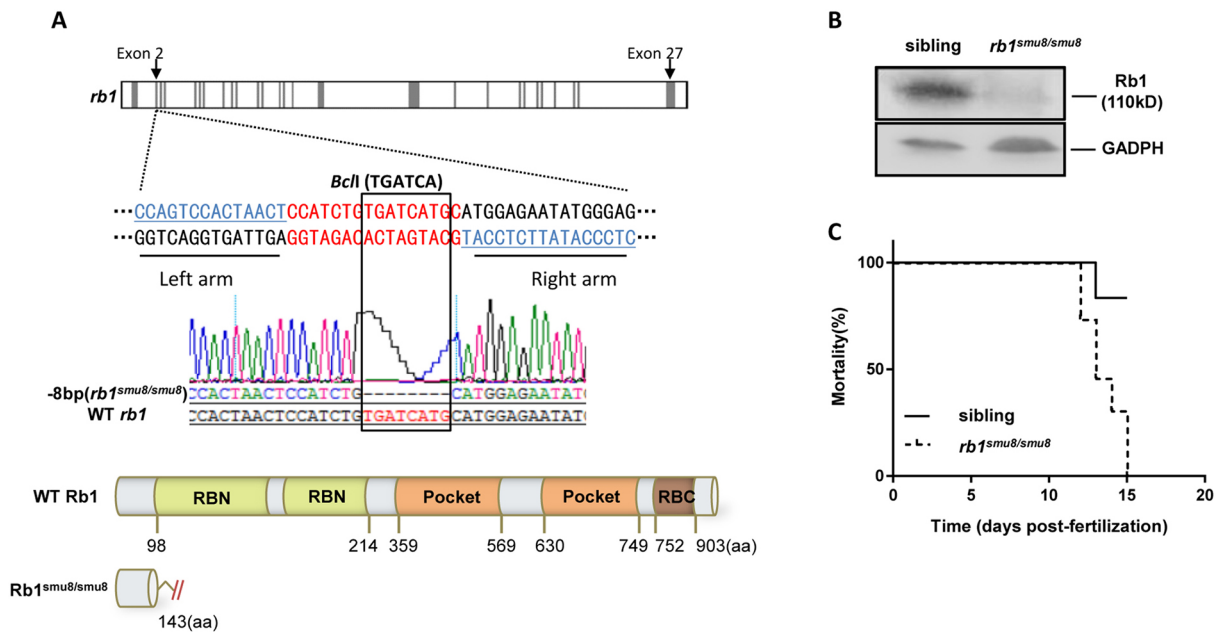 A
Exon 2
Exon 27
rb1
BclI (TGATCA)
···CCAGTCCACTAACTCCATCTGTGATCATGCATGGAGAATATGGGAG···
···GGTCAGGTGATTGAGGTAGACACTAGTACGTACCTCTTATACCCTC···
Left arm
Right arm
-8bp(rb1smu8/smu8)
CCACTAACTCCATCTG--------CATGGAGAATAT
WT rb1
CCACTAACTCCATCTGTGATCATGCATGGAGAATATG
WT Rb1
RBN
RBN
Pocket
Pocket
RBC
98
214
359
569
630
749
752
903(aa)
Rb1smu8/smu8
143(aa)
B
sibling
rb1smu8/smu8
Rb1
(110kD)
GADPH
C
Mortality(%)
100
50
0
sibling
rb1smu8/smu8
0
5
10
15
20
Time (days post-fertilization)